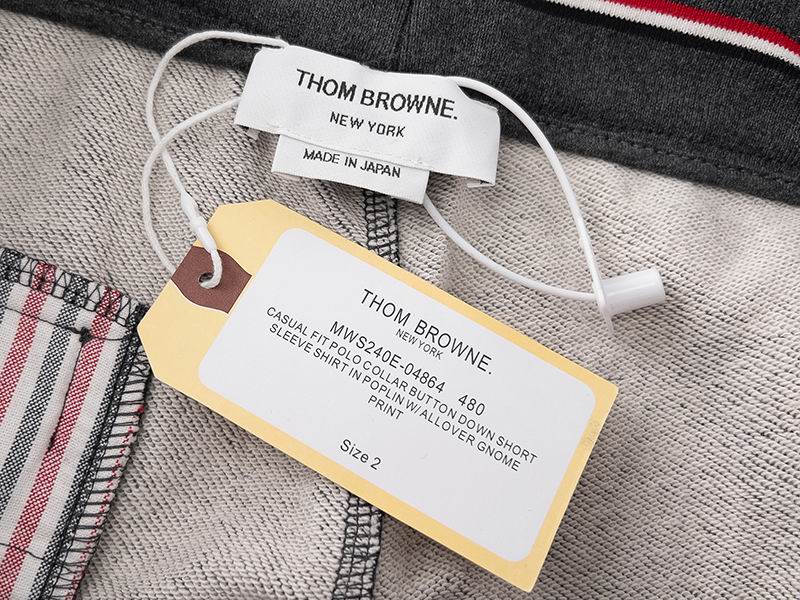 THOM BROWNE.
NEW YORK
MADE IN JAPAN
THOM BROWNE.
NEW YORK
MWS240E-04864 480
CASUAL FIT POLO COLLAR BUTTON DOWN SHORT
SLEEVE SHIRT IN POPLIN W/ ALLOVER GNOME
PRINT
Size 2